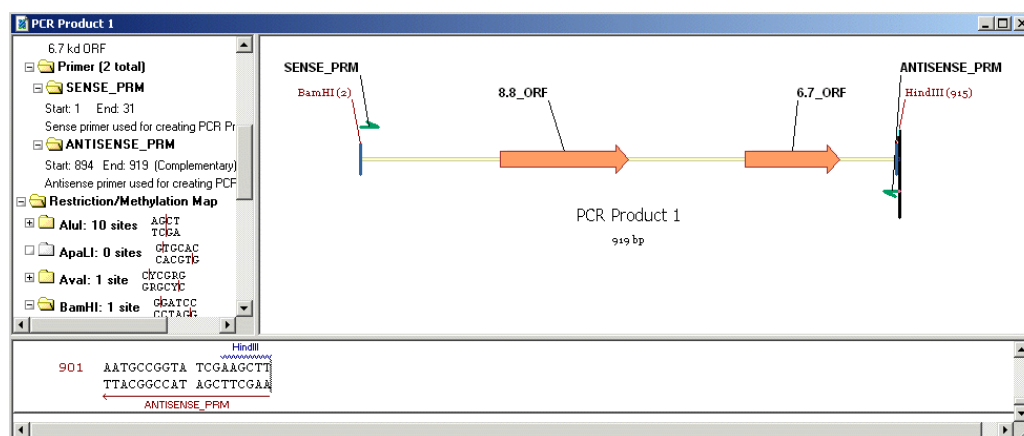 PCR Product 1
6.7 kd ORF
Primer (2 total)
SENSE_PRM
Start: 1 End: 31
Sense primer used for creating PCR Pr
ANTISENSE_PRM
Start: 894 End: 919 (Complementary)
Antisense primer used for creating PCF
Restriction/Methylation Map
AluI: 10 sites AGCT
TCGA
ApaLI: 0 sites GTGCAC
CACGTG
AvaI: 1 site CYCGRG
GRGCYC
BamHI: 1 site GGATCC
CCTAGG
SENSE_PRM
BamHI (2)
8.8_ORF
6.7_ORF
ANTISENSE_PRM
HindIII (915)
PCR Product 1
919 bp
HindIII
901 AATGCCGGTA TCGAAGCTT
TTACGGCCAT AGCTTCGAA
ANTISENSE_PRM